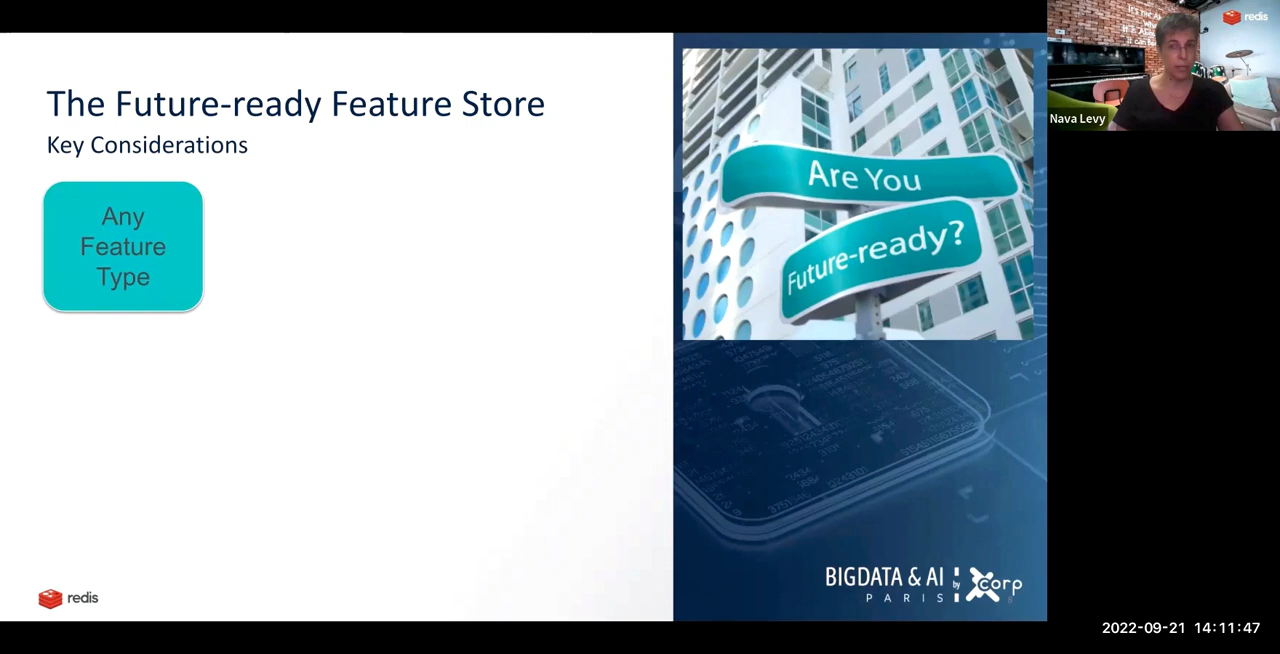 The Future-ready Feature Store
Key Considerations
Any
Feature
Type
Are You
Future-ready?
BIGDATA & AI by corp
PARIS
redis
redis
Nava Levy
2022-09-21 14:11:47